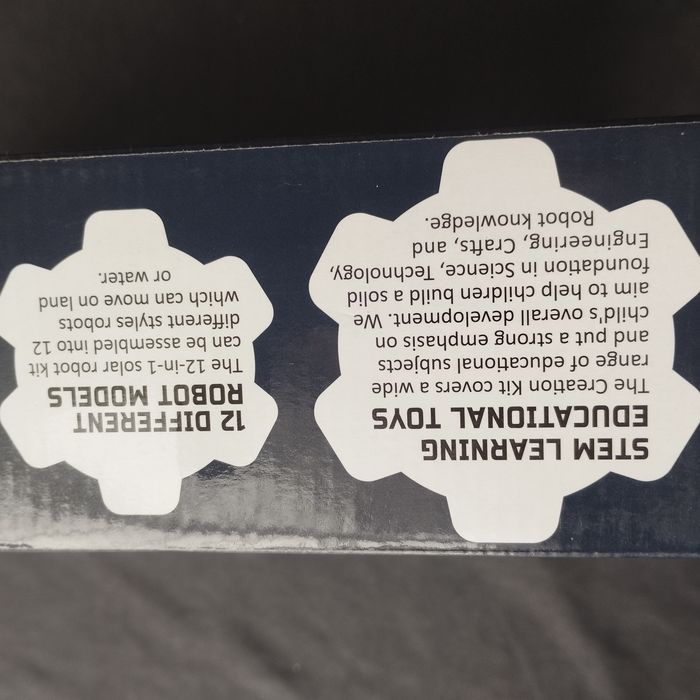 STEM LEARNING
EDUCATIONAL TOYS
The Creation Kit covers a wide
range of educational subjects
and put a strong emphasis on
child's overall development. We
aim to help children build a solid
foundation in Science, Technology,
Engineering, Crafts, and
Robot knowledge.
12 DIFFERENT
ROBOT MODELS
The 12-in-1 solar robot kit
can be assembled into 12
different styles robots
which can move on land
or water.